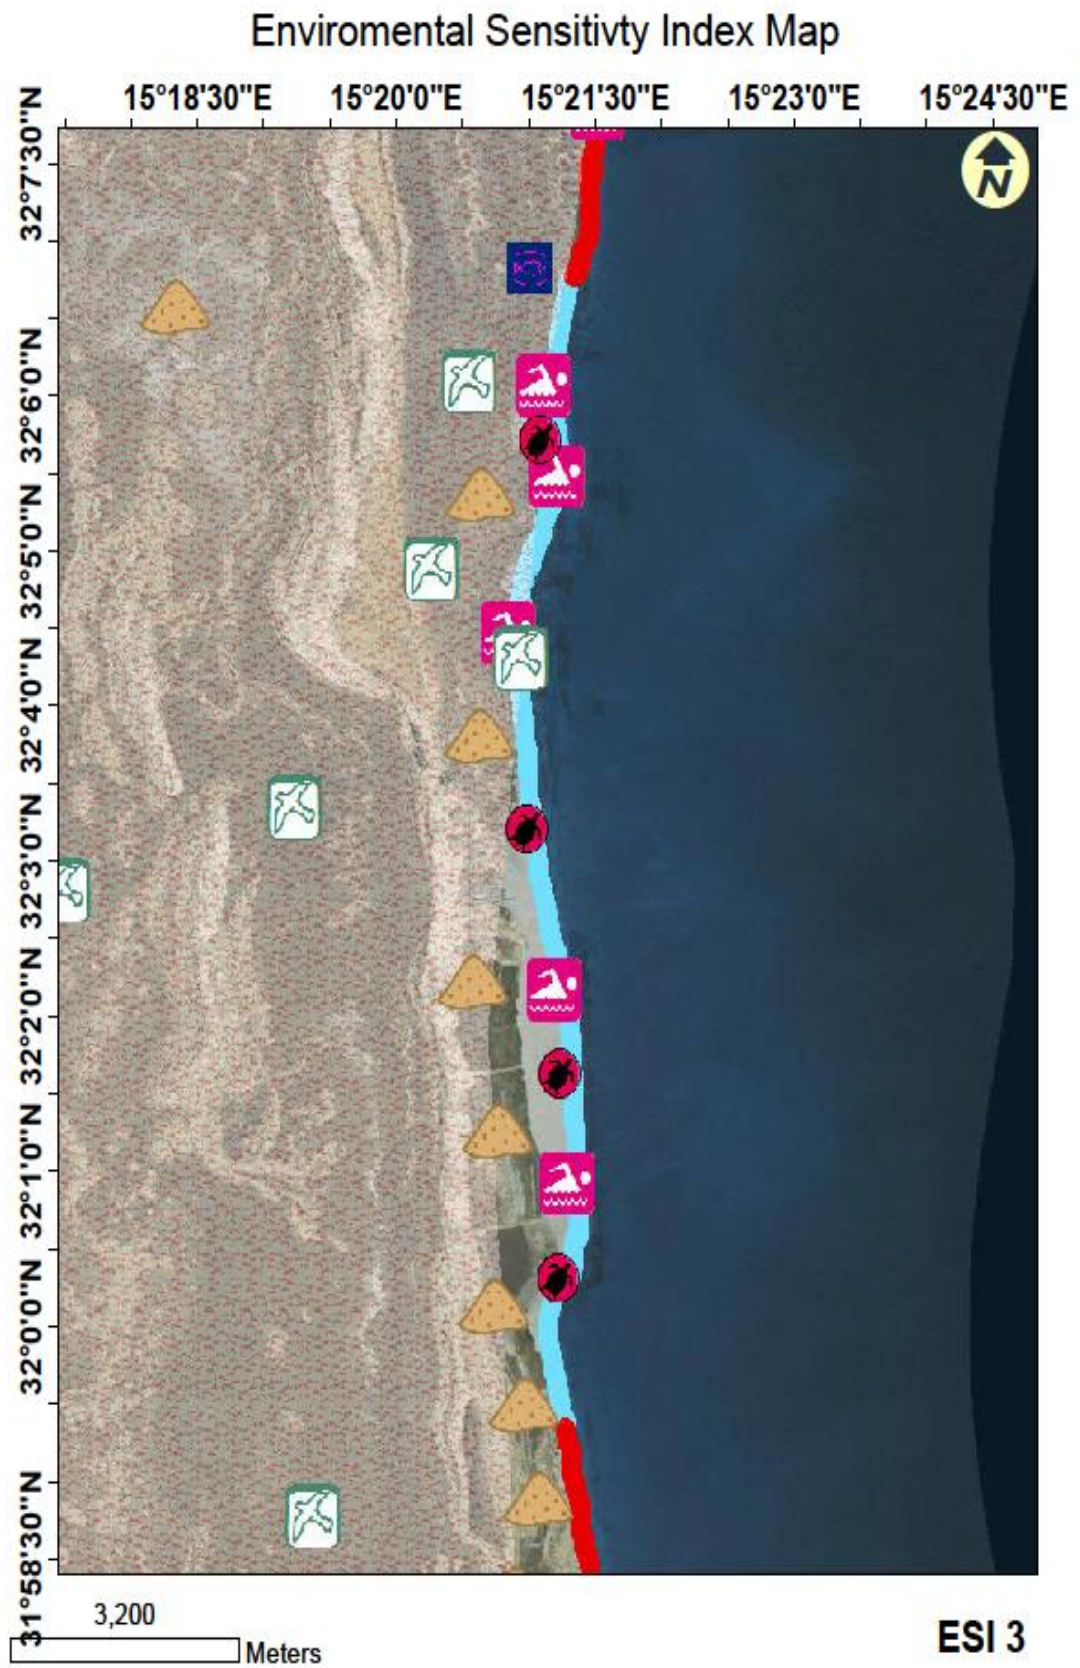 Enviromental Sensitivty Index Map
15°18'30"E 15°20'0"E 15°21'30"E 15°23'0"E 15°24'30"E
32°7'30"N
N
32°6'0"N
32°5'0"N
32°4'0"N
32°3'0"N
32°2'0"N
32°1'0"N
32°0'0"N
31°58'30"N
3,200
Meters
ESI 3